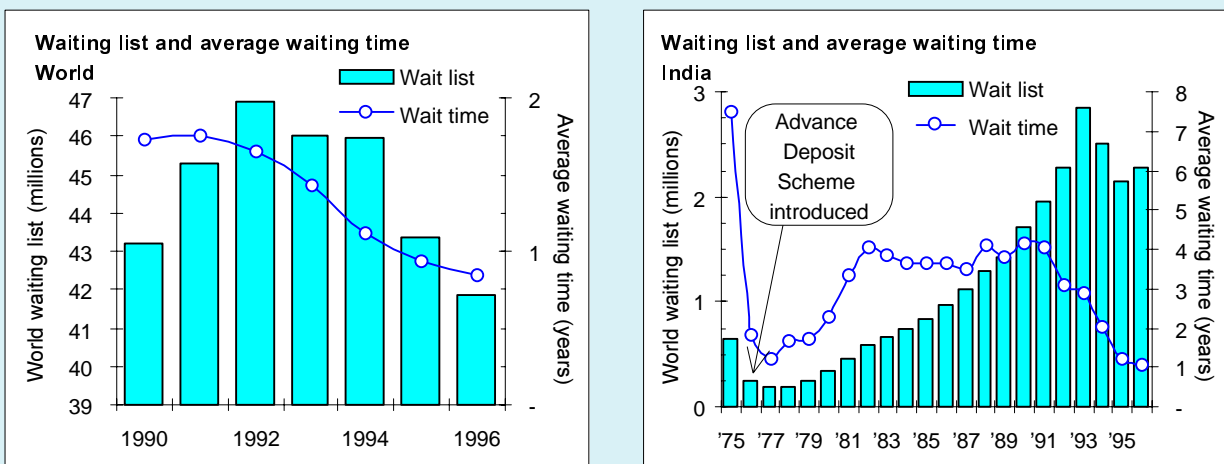 Waiting list and average waiting time
World
Wait list
Wait time
World waiting list (millions)
47
46
45
44
43
42
41
40
39
2
1
-
Average waiting time (years)
1990 1992 1994 1996
Waiting list and average waiting time
India
Wait list
Wait time
Advance
Deposit
Scheme
introduced
World waiting list (millions)
3
2
1
0
8
7
6
5
4
3
2
1
-
Average waiting time (years)
'75 '77 '79 '81 '83 '85 '87 '89 '91 '93 '95